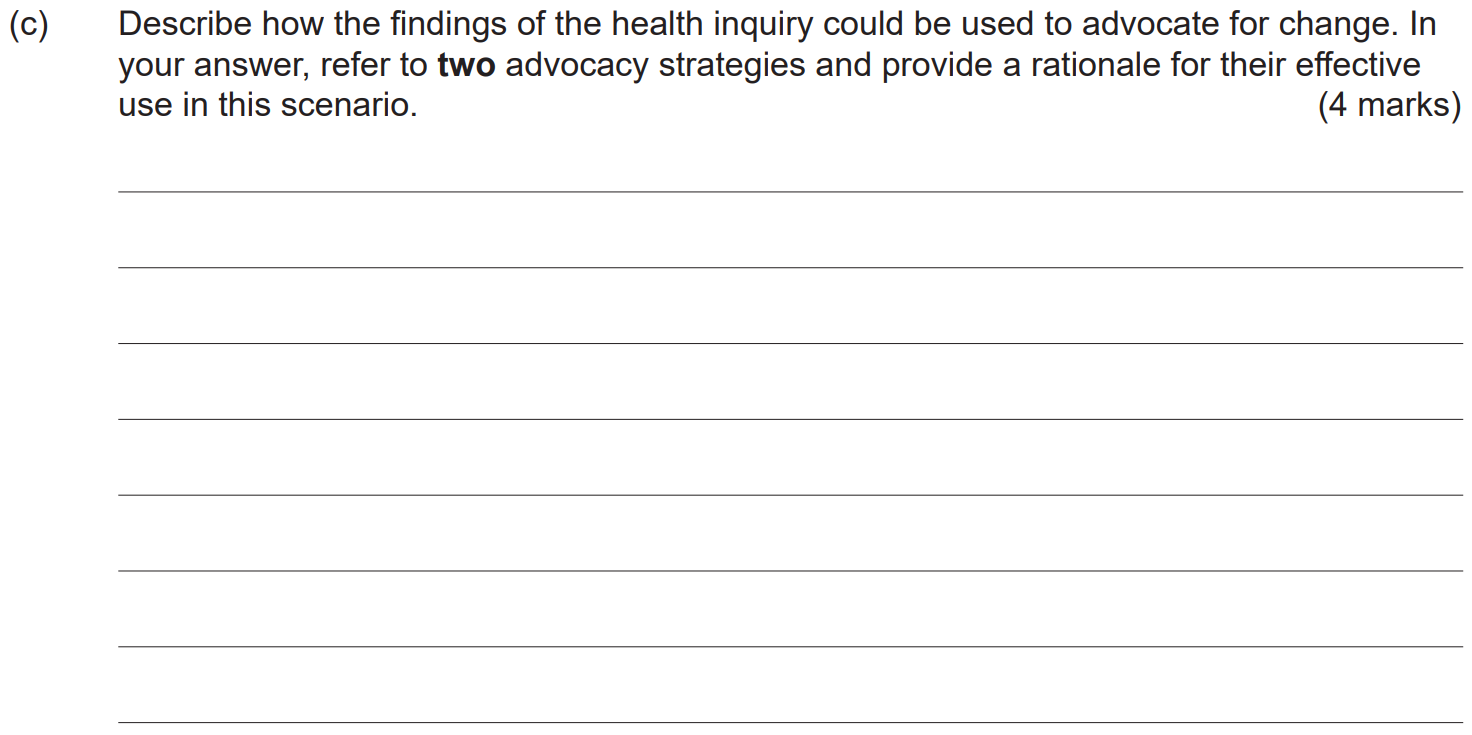 (c) Describe how the findings of the health inquiry could be used to advocate for change. In
your answer, refer to two advocacy strategies and provide a rationale for their effective
use in this scenario. (4 marks)